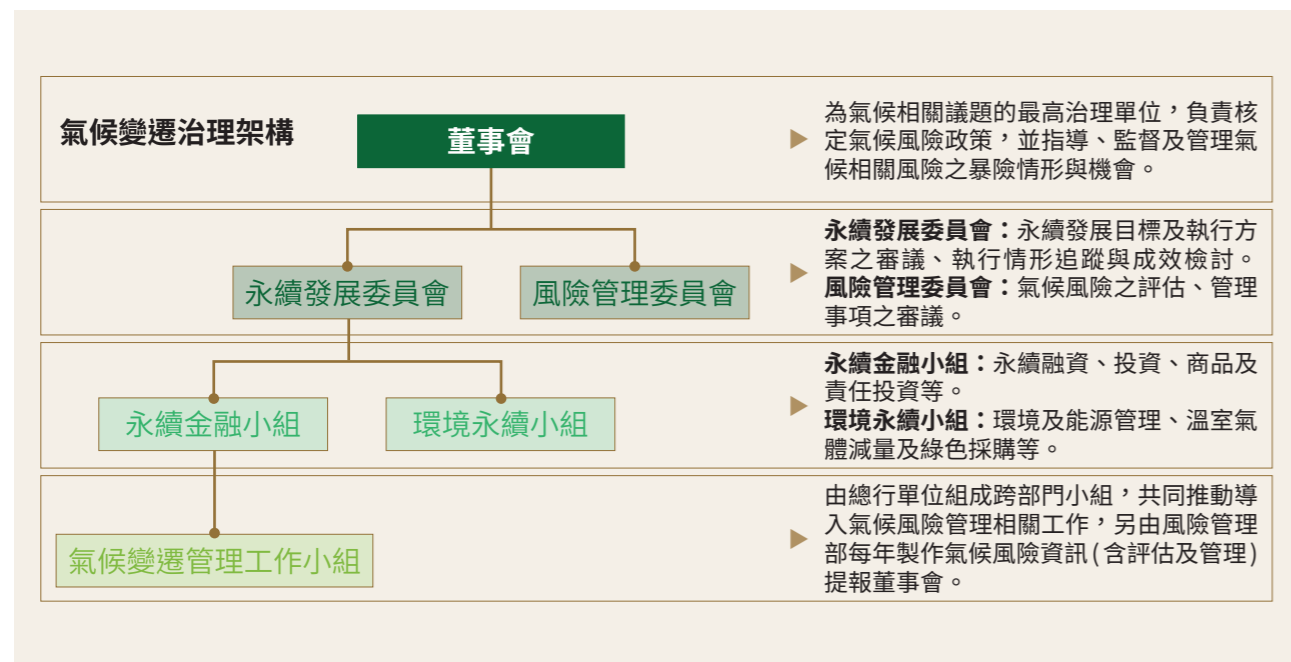 氣候變遷治理架構
董事會
為氣候相關議題的最高治理單位，負責核
定氣候風險政策，並指導、監督及管理氣
候相關風險之暴險情形與機會。
永續發展委員會
風險管理委員會
永續發展委員會：永續發展目標及執行方
案之審議、執行情形追蹤與成效檢討。
風險管理委員會：氣候風險之評估、管理
事項之審議。
永續金融小組
環境永續小組
永續金融小組：永續融資、投資、商品及
責任投資等。
環境永續小組：環境及能源管理、溫室氣
體減量及綠色採購等。
氣候變遷管理工作小組
由總行單位組成跨部門小組，共同推動導
入氣候風險管理相關工作，另由風險管理
部每年製作氣候風險資訊(含評估及管理)
提報董事會。